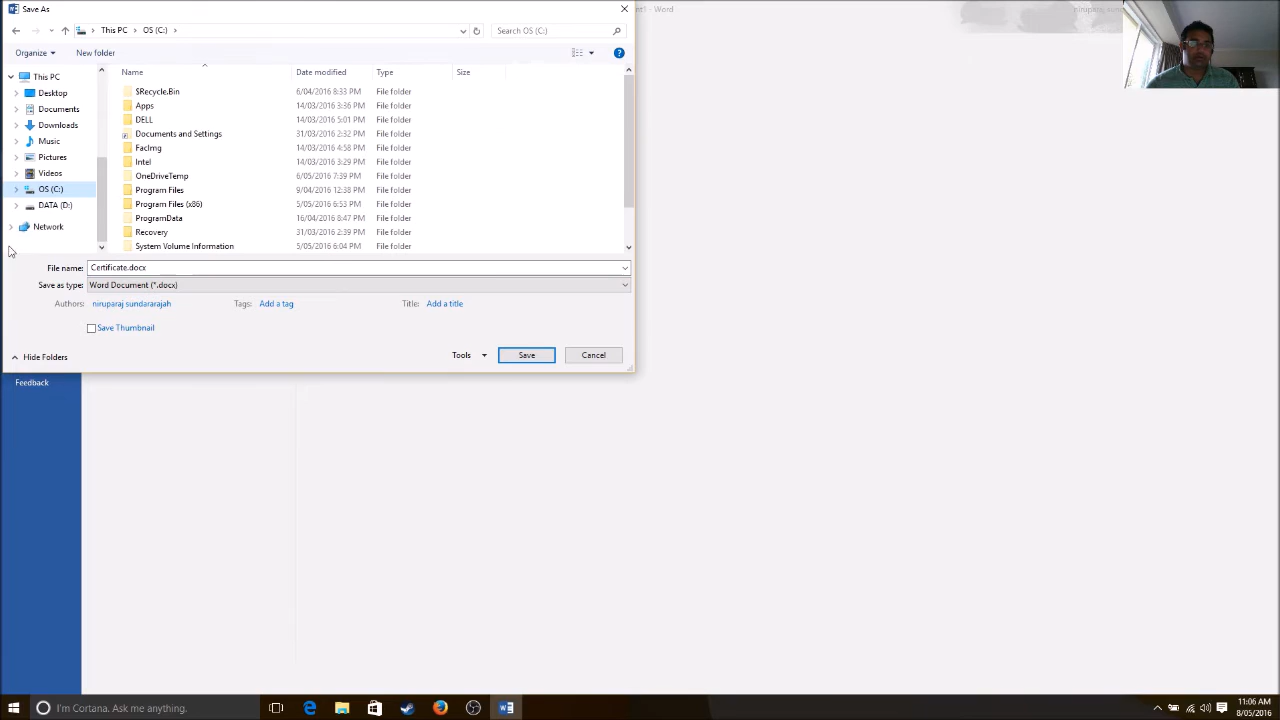 Save As
nt1 - Word
This PC > OS (C:) >
Search OS (C:)
Organize
New folder
This PC
Desktop
Documents
Downloads
Music
Pictures
Videos
OS (C:)
DATA (D:)
Network
Name Date modified Type Size
$Recycle.Bin 6/04/2016 8:33 PM File folder
Apps 14/03/2016 3:36 PM File folder
DELL 14/03/2016 5:01 PM File folder
Documents and Settings 31/03/2016 2:32 PM File folder
FacImg 14/03/2016 4:58 PM File folder
Intel 14/03/2016 3:29 PM File folder
OneDriveTemp 6/05/2016 7:39 PM File folder
Program Files 9/04/2016 12:38 PM File folder
Program Files (x86) 5/05/2016 6:53 PM File folder
ProgramData 16/04/2016 8:47 PM File folder
Recovery 31/03/2016 2:39 PM File folder
System Volume Information 5/05/2016 6:04 PM File folder
File name: Certificate.docx
Save as type: Word Document (*.docx)
Authors: niruparaj sundararajah Tags: Add a tag Title: Add a title
Save Thumbnail
Hide Folders
Tools Save Cancel
Feedback
I'm Cortana. Ask me anything.
11:06 AM
8/05/2016